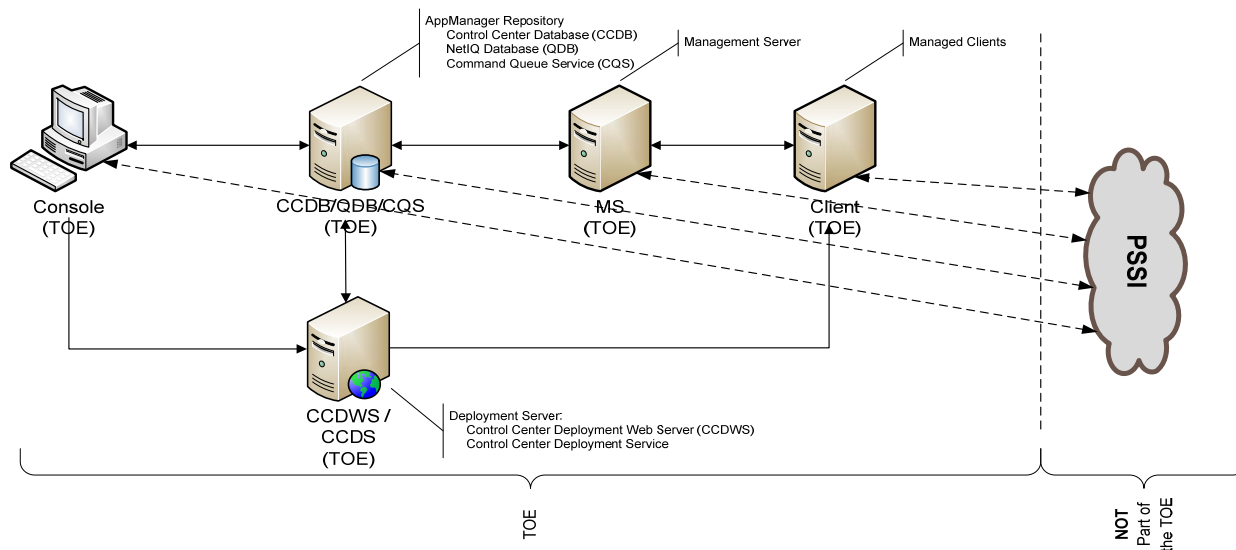 AppManager Repository
Control Center Database (CCDB)
NetIQ Database (QDB)
Command Queue Service (CQS)
Management Server
Managed Clients
Console
(TOE)
CCDB/QDB/CQS
(TOE)
MS
(TOE)
Client
(TOE)
PSSI
CCDWS /
CCDS
(TOE)
Deployment Server:
Control Center Deployment Web Server (CCDWS)
Control Center Deployment Service
TOE
NOT
Part of
the TOE